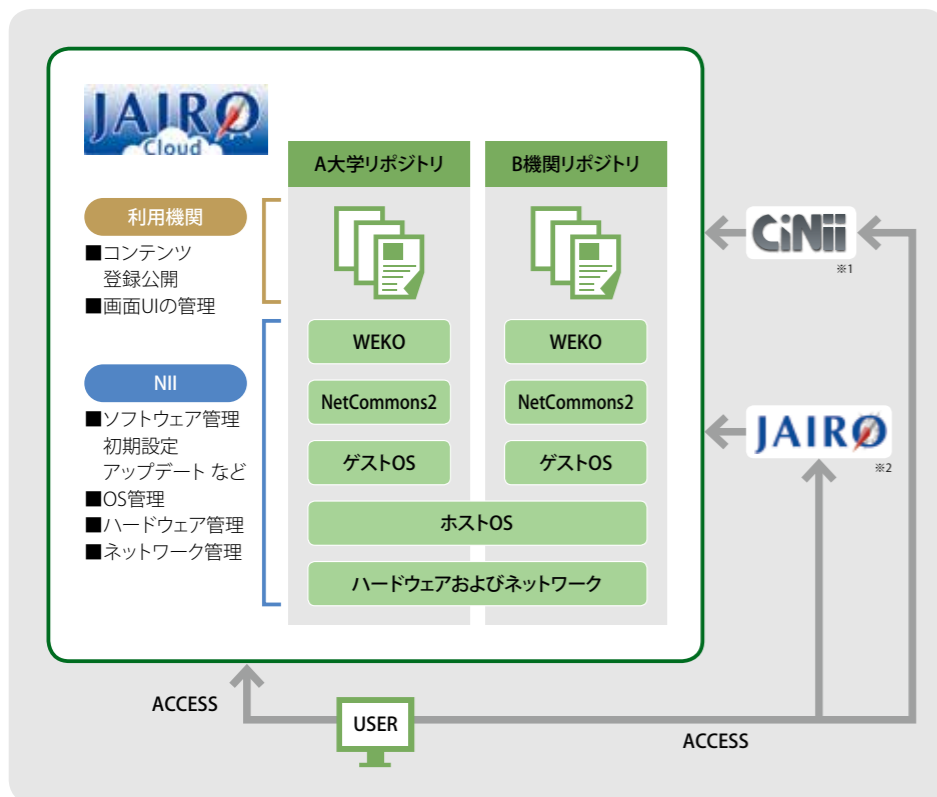 JAIRO
Cloud
A大学リポジトリ
B機関リポジトリ
利用機関
■コンテンツ
登録公開
■画面UIの管理
CiNii
※1
WEKO
WEKO
NII
NetCommons2
NetCommons2
■ソフトウェア管理
初期設定
アップデート など
■OS管理
■ハードウェア管理
■ネットワーク管理
JAIRO
※2
ゲストOS
ゲストOS
ホストOS
ハードウェアおよびネットワーク
ACCESS
USER
ACCESS